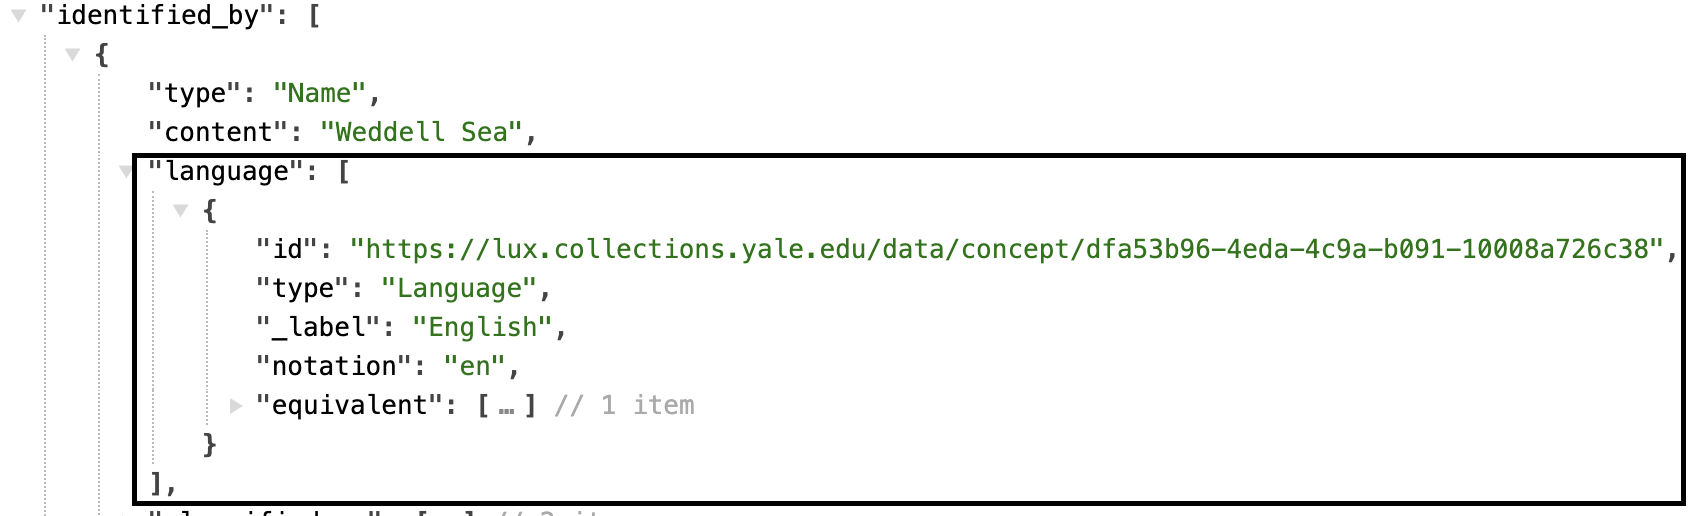 "identified_by": [
{
"type": "Name",
"content": "Weddell Sea",
"language": [
{
"id": "https://lux.collections.yale.edu/data/concept/dfa53b96-4eda-4c9a-b091-10008a726c38",
"type": "Language",
"_label": "English",
"notation": "en",
"equivalent": [ … ] // 1 item
}
],